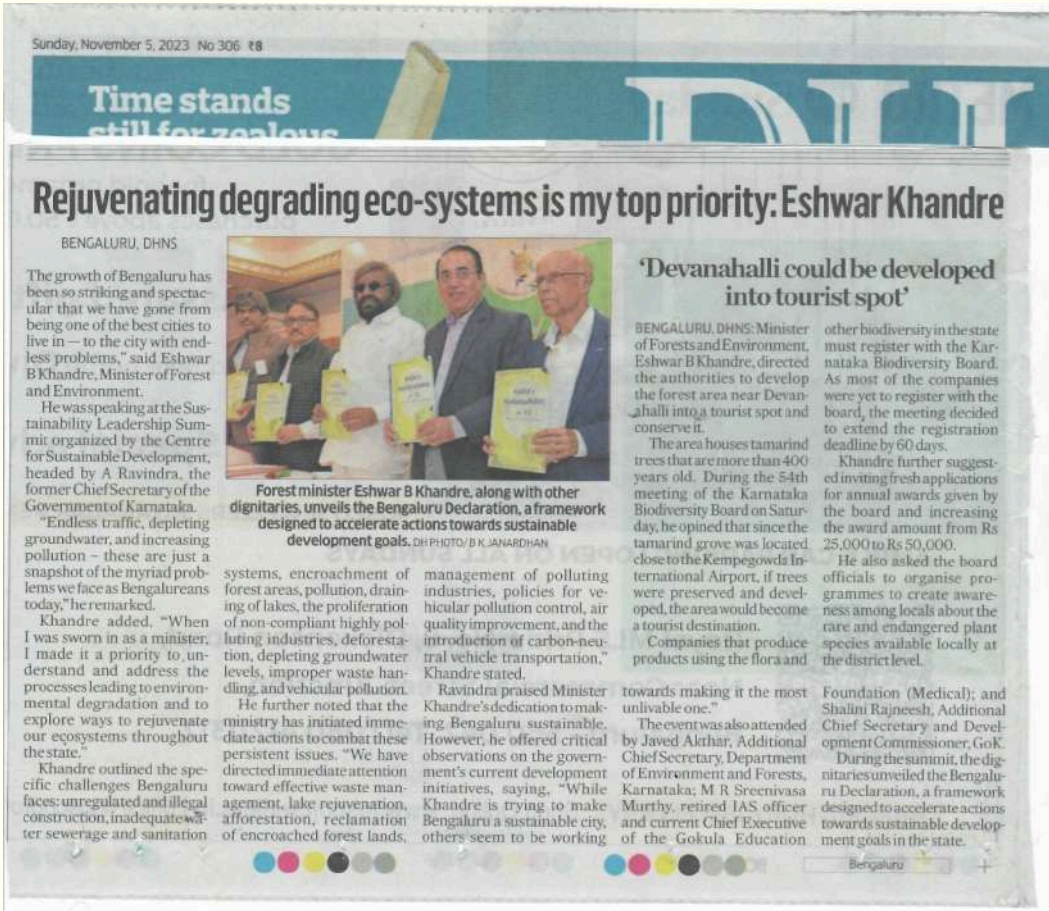 Sunday, November 5, 2023 No 306 ₹8
Time stands
still for zealous
DH
Rejuvenating degrading eco-systems is my top priority: Eshwar Khandre
BENGALURU, DHNS
The growth of Bengaluru has
been so striking and spectac-
ular that we have gone from
being one of the best cities to
live in — to the city with end-
less problems," said Eshwar
B Khandre, Minister of Forest
and Environment.
He was speaking at the Sus-
tainability Leadership Sum-
mit organized by the Centre
for Sustainable Development,
headed by A Ravindra, the
former Chief Secretary of the
Government of Karnataka.
"Endless traffic, depleting
groundwater, and increasing
pollution – these are just a
snapshot of the myriad prob-
lems we face as Bengalureans
today," he remarked.
Khandre added, "When
I was sworn in as a minister,
I made it a priority to un-
derstand and address the
processes leading to environ-
mental degradation and to
explore ways to rejuvenate
our ecosystems throughout
the state."
Khandre outlined the spe-
cific challenges Bengaluru
faces: unregulated and illegal
construction, inadequate wa-
ter sewerage and sanitation
Forest minister Eshwar B Khandre, along with other
dignitaries, unveils the Bengaluru Declaration, a framework
designed to accelerate actions towards sustainable
development goals. DH PHOTO/ B K JANARDHAN
systems, encroachment of
forest areas, pollution, drain-
ing of lakes, the proliferation
of non-compliant highly pol-
luting industries, deforesta-
tion, depleting groundwater
levels, improper waste han-
dling, and vehicular pollution.
He further noted that the
ministry has initiated imme-
diate actions to combat these
persistent issues. "We have
directed immediate attention
toward effective waste man-
agement, lake rejuvenation,
afforestation, reclamation
of encroached forest lands,
management of polluting
industries, policies for ve-
hicular pollution control, air
quality improvement, and the
introduction of carbon-neu-
tral vehicle transportation,"
Khandre stated.
Ravindra praised Minister
Khandre's dedication to mak-
ing Bengaluru sustainable.
However, he offered critical
observations on the govern-
ment's current development
initiatives, saying, "While
Khandre is trying to make
Bengaluru a sustainable city,
others seem to be working
towards making it the most
unlivable one."
The event was also attended
by Javed Akthar, Additional
Chief Secretary, Department
of Environment and Forests,
Karnataka; M R Sreenivasa
Murthy, retired IAS officer
and current Chief Executive
of the Gokula Education
Foundation (Medical); and
Shalini Rajneesh, Additional
Chief Secretary and Devel-
opment Commissioner, GoK.
During the summit, the dig-
nitaries unveiled the Bengalu-
ru Declaration, a framework
designed to accelerate actions
towards sustainable develop-
ment goals in the state.
'Devanahalli could be developed
into tourist spot'
BENGALURU, DHNS: Minister
of Forests and Environment,
Eshwar B Khandre, directed
the authorities to develop
the forest area near Devan-
ahalli into a tourist spot and
conserve it.
The area houses tamarind
trees that are more than 400
years old. During the 54th
meeting of the Karnataka
Biodiversity Board on Satur-
day, he opined that since the
tamarind grove was located
close to the Kempegowda In-
ternational Airport, if trees
were preserved and devel-
oped, the area would become
a tourist destination.
Companies that produce
products using the flora and
other biodiversity in the state
must register with the Kar-
nataka Biodiversity Board.
As most of the companies
were yet to register with the
board, the meeting decided
to extend the registration
deadline by 60 days.
Khandre further suggest-
ed inviting fresh applications
for annual awards given by
the board and increasing
the award amount from Rs
25,000 to Rs 50,000.
He also asked the board
officials to organise pro-
grammes to create aware-
ness among locals about the
rare and endangered plant
species available locally at
the district level.
Bengaluru